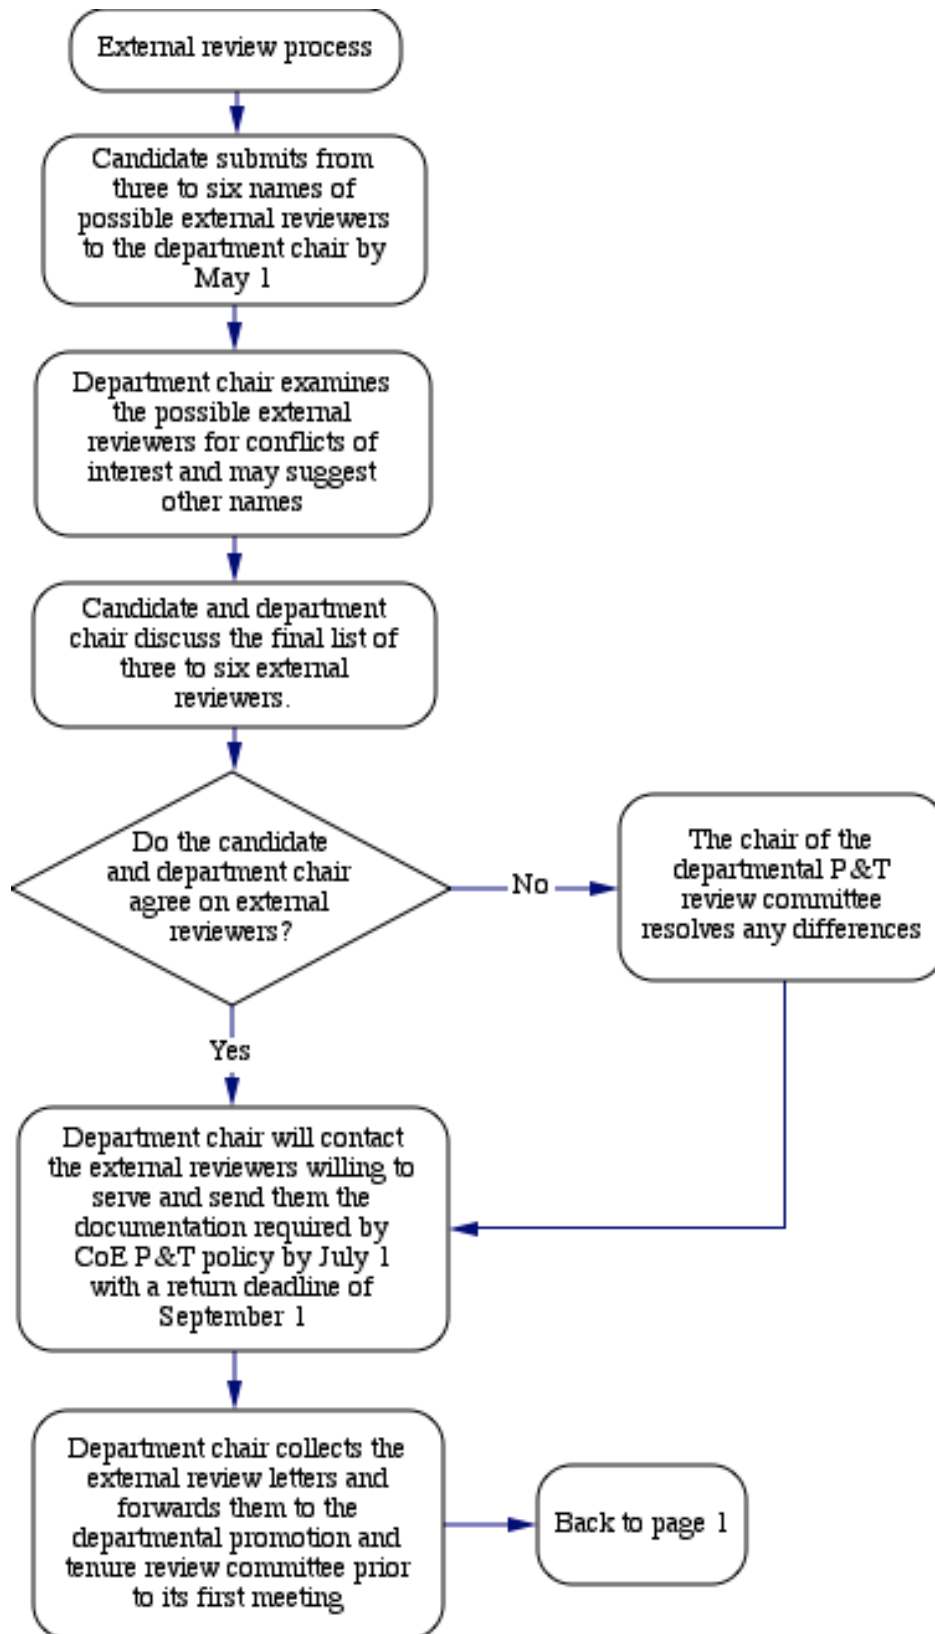 External review process
Candidate submits from
three to six names of
possible external reviewers
to the department chair by
May 1
Department chair examines
the possible external
reviewers for conflicts of
interest and may suggest
other names
Candidate and department
chair discuss the final list of
three to six external
reviewers.
Do the candidate
and department chair
agree on external
reviewers?
No
The chair of the
departmental P&T
review committee
resolves any differences
Yes
Department chair will contact
the external reviewers willing to
serve and send them the
documentation required by
CoE P&T policy by July 1
with a return deadline of
September 1
Department chair collects the
external review letters and
forwards them to the
departmental promotion and
tenure review committee prior
to its first meeting
Back to page 1